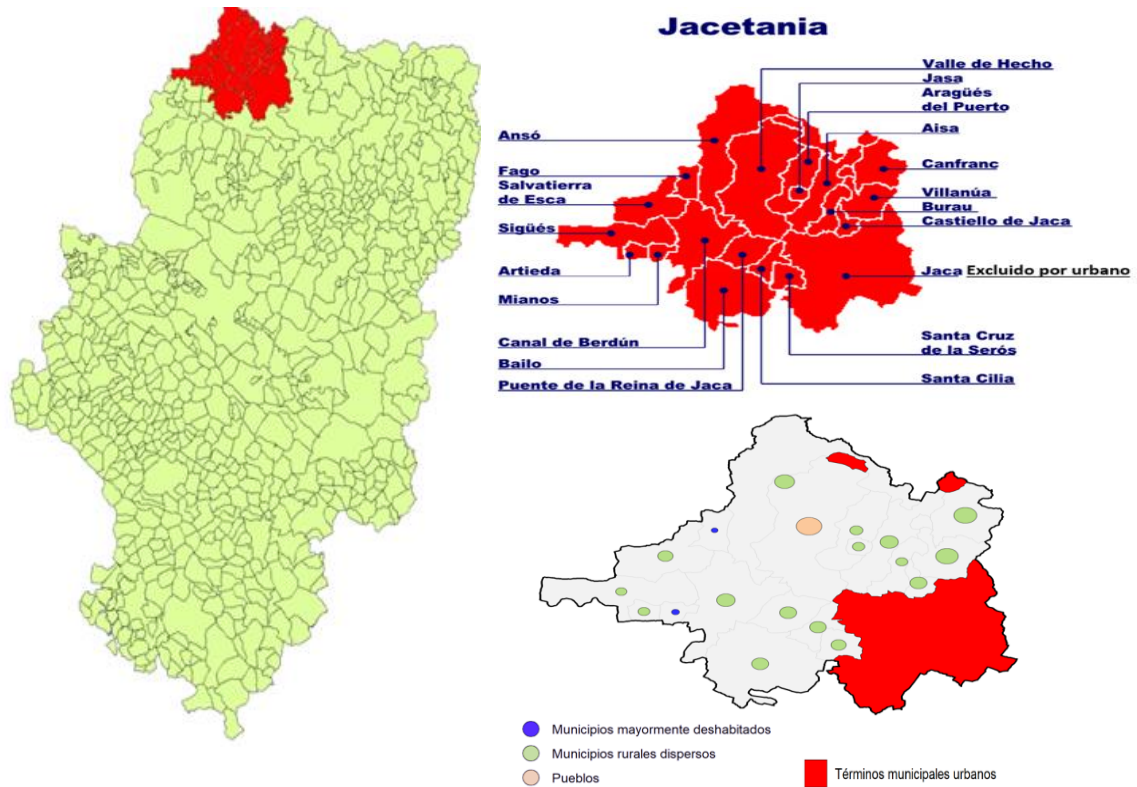 Jacetania
Valle de Hecho
Jasa
Aragüés
del Puerto
Aisa
Ansó
Fago
Salvatierra
de Esca
Canfranc
Villanúa
Burau
Castiello de Jaca
Sigüés
Artieda
Jaca Excluido por urbano
Mianos
Canal de Berdún
Santa Cruz
de la Serós
Bailo
Puente de la Reina de Jaca
Santa Cilia
Municipios mayormente deshabitados
Municipios rurales dispersos
Pueblos
Términos municipales urbanos